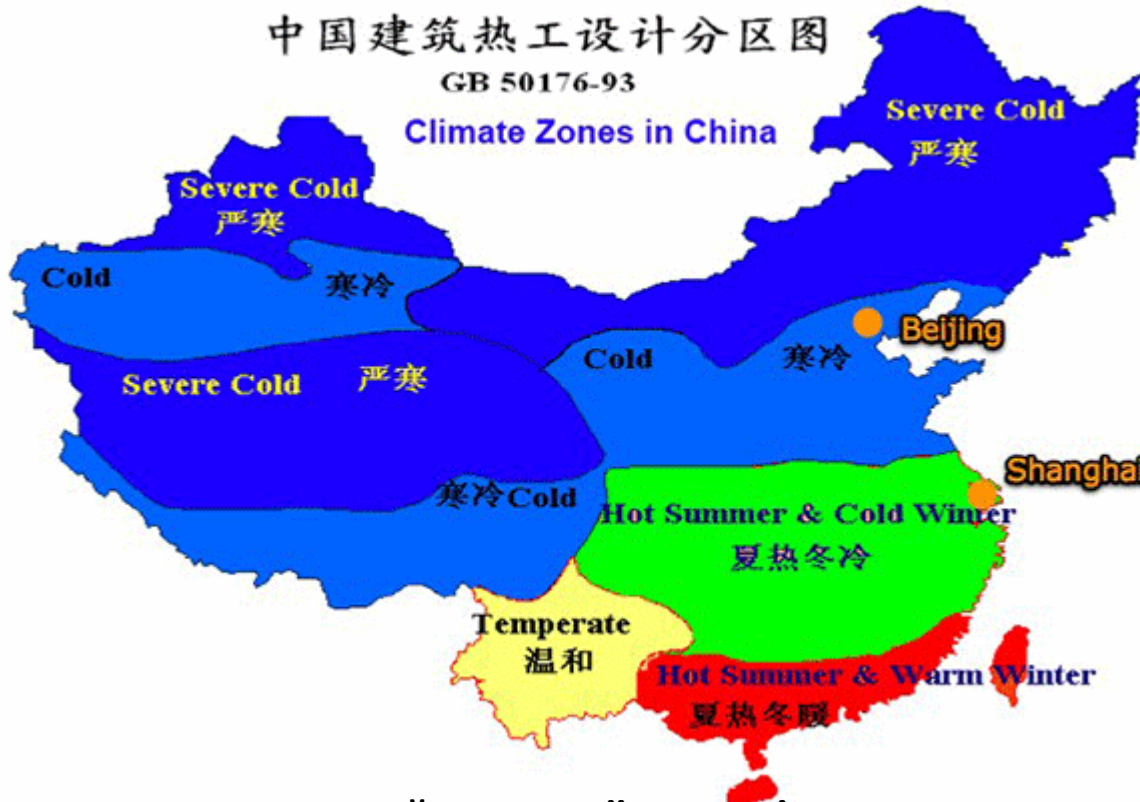 中国建筑热工设计分区图
GB 50176-93
Climate Zones in China
Severe Cold
严寒
Severe Cold
严寒
Cold 寒冷
Beijing
Cold 寒冷
Severe Cold 严寒
Shanghai
寒冷 Cold
Hot Summer & Cold Winter
夏热冬冷
Temperate
温和
Hot Summer & Warm Winter
夏热冬暖